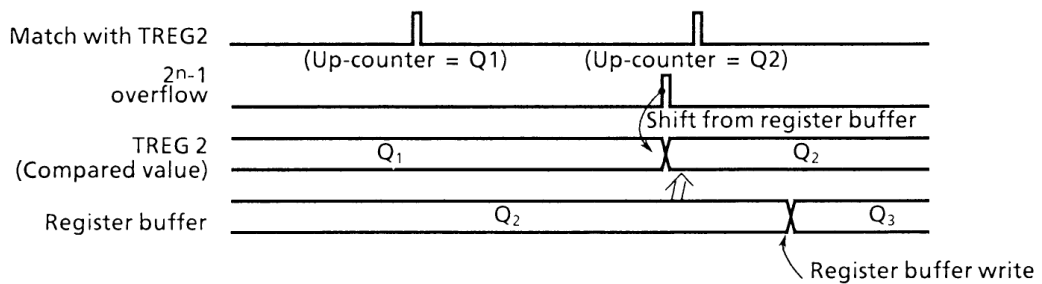 Match with TREG2
(Up-counter = Q1) (Up-counter = Q2)
2n-1
overflow
Shift from register buffer
TREG 2
(Compared value)
Q₁ Q₂
Register buffer
Q₂ Q₃
Register buffer write